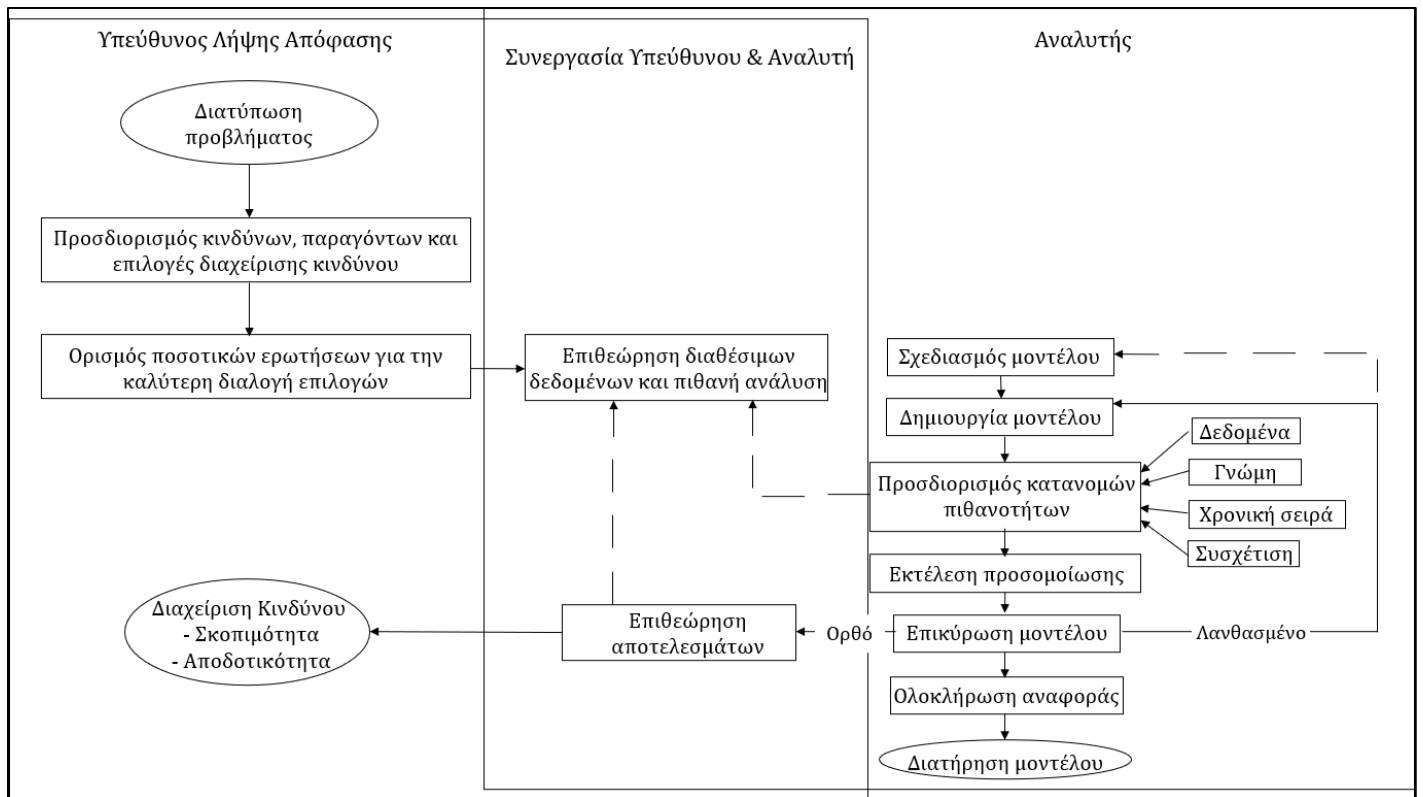 Υπεύθυνος Λήψης Απόφασης
Συνεργασία Υπεύθυνου & Αναλυτή
Αναλυτής
Διατύπωση
προβλήματος
Προσδιορισμός κινδύνων, παραγόντων και
επιλογές διαχείρισης κινδύνου
Ορισμός ποσοτικών ερωτήσεων για την
καλύτερη διαλογή επιλογών
Επιθεώρηση διαθέσιμων
δεδομένων και πιθανή ανάλυση
Σχεδιασμός μοντέλου
Δημιουργία μοντέλου
Δεδομένα
Γνώμη
Προσδιορισμός κατανομών
πιθανοτήτων
Χρονική σειρά
Συσχέτιση
Εκτέλεση προσομοίωσης
Διαχείριση Κινδύνου
- Σκοπιμότητα
- Αποδοτικότητα
Επιθεώρηση
αποτελεσμάτων
Ορθό
Επικύρωση μοντέλου
Λανθασμένο
Ολοκλήρωση αναφοράς
Διατήρηση μοντέλου